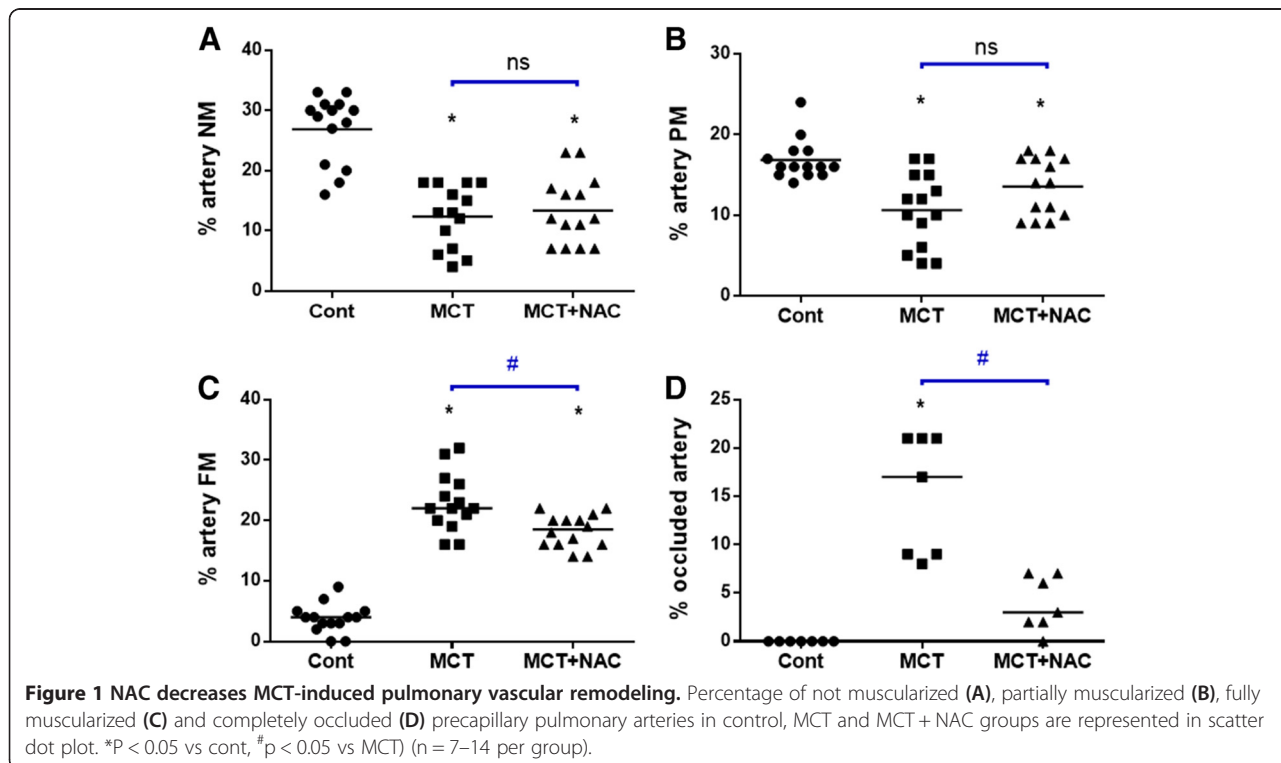 A
B
ns
ns
% artery NM
40
30
20
10
0
* *
Cont MCT MCT+NAC
% artery PM
30
20
10
0
* *
Cont MCT MCT+NAC
C
D
#
#
% artery FM
40
30
20
10
0
* *
Cont MCT MCT+NAC
% occluded artery
25
20
15
10
5
0
*
Cont MCT MCT+NAC
Figure 1 NAC decreases MCT-induced pulmonary vascular remodeling. Percentage of not muscularized (A), partially muscularized (B), fully
muscularized (C) and completely occluded (D) precapillary pulmonary arteries in control, MCT and MCT + NAC groups are represented in scatter
dot plot. *P < 0.05 vs cont, #p < 0.05 vs MCT) (n = 7–14 per group).